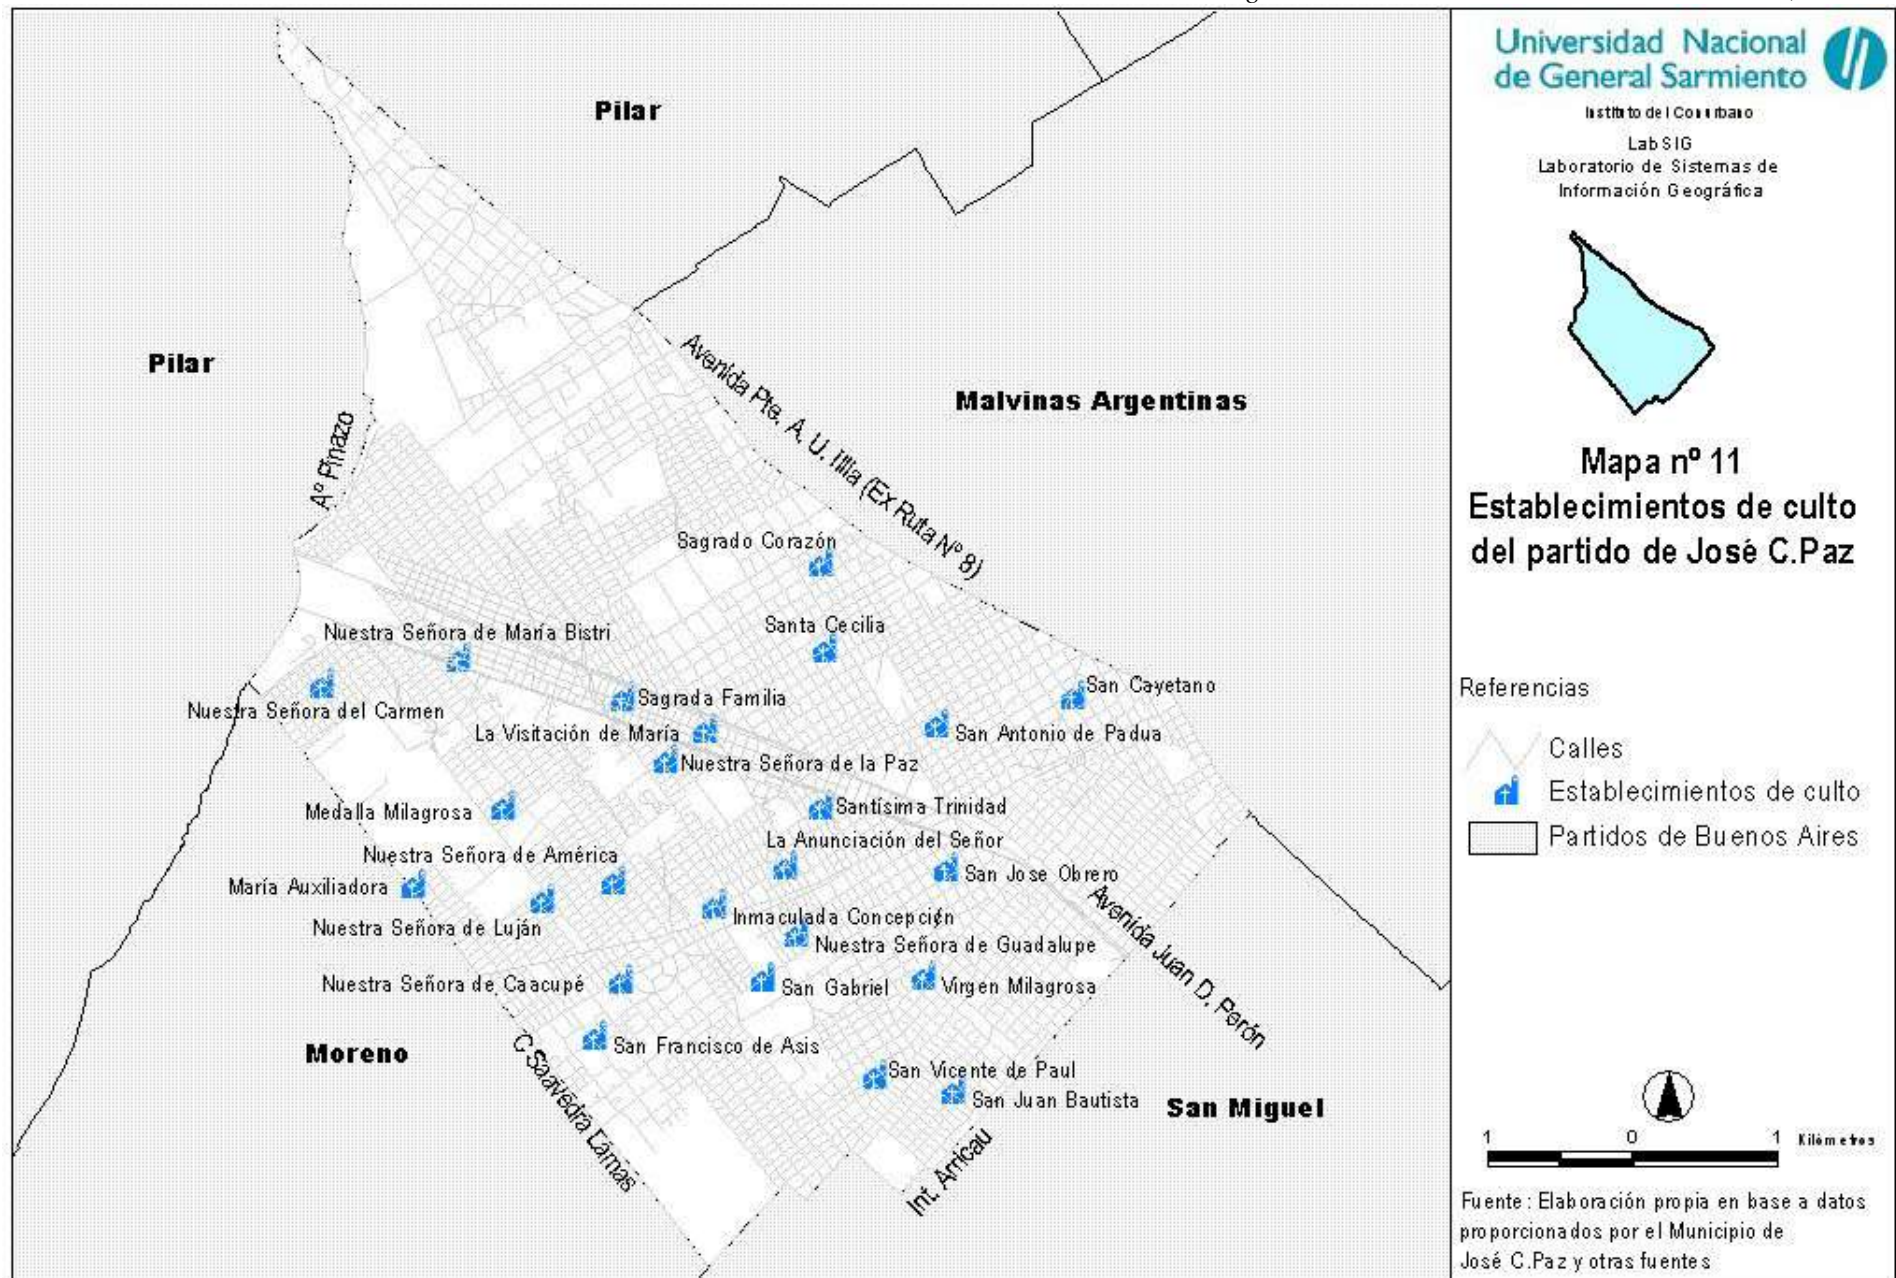 Pilar
Pilar
Malvinas Argentinas
Moreno
San Miguel
Aº Pinazo
Avenida Pte. A. U. Illia (Ex Ruta Nº 8)
Avenida Juan D. Perón
C Saavedra Lamas
Int. Arricau
Sagrado Corazón
Santa Cecilia
Nuestra Señora de María Bistri
Nuestra Señora del Carmen
Sagrada Familia
San Cayetano
La Visitación de María
San Antonio de Padua
Nuestra Señora de la Paz
Medalla Milagrosa
Santísima Trinidad
La Anunciación del Señor
Nuestra Señora de América
María Auxiliadora
San Jose Obrero
Nuestra Señora de Luján
Inmaculada Concepción
Nuestra Señora de Guadalupe
Nuestra Señora de Caacupé
San Gabriel
Virgen Milagrosa
San Francisco de Asis
San Vicente de Paul
San Juan Bautista
Universidad Nacional
de General Sarmiento
Instituto del Conurbano
LabSIG
Laboratorio de Sistemas de
Información Geográfica
Mapa nº 11
Establecimientos de culto
del partido de José C.Paz
Referencias
Calles
Establecimientos de culto
Partidos de Buenos Aires
1 0 1 Kilómetros
Fuente: Elaboración propia en base a datos
proporcionados por el Municipio de
José C.Paz y otras fuentes